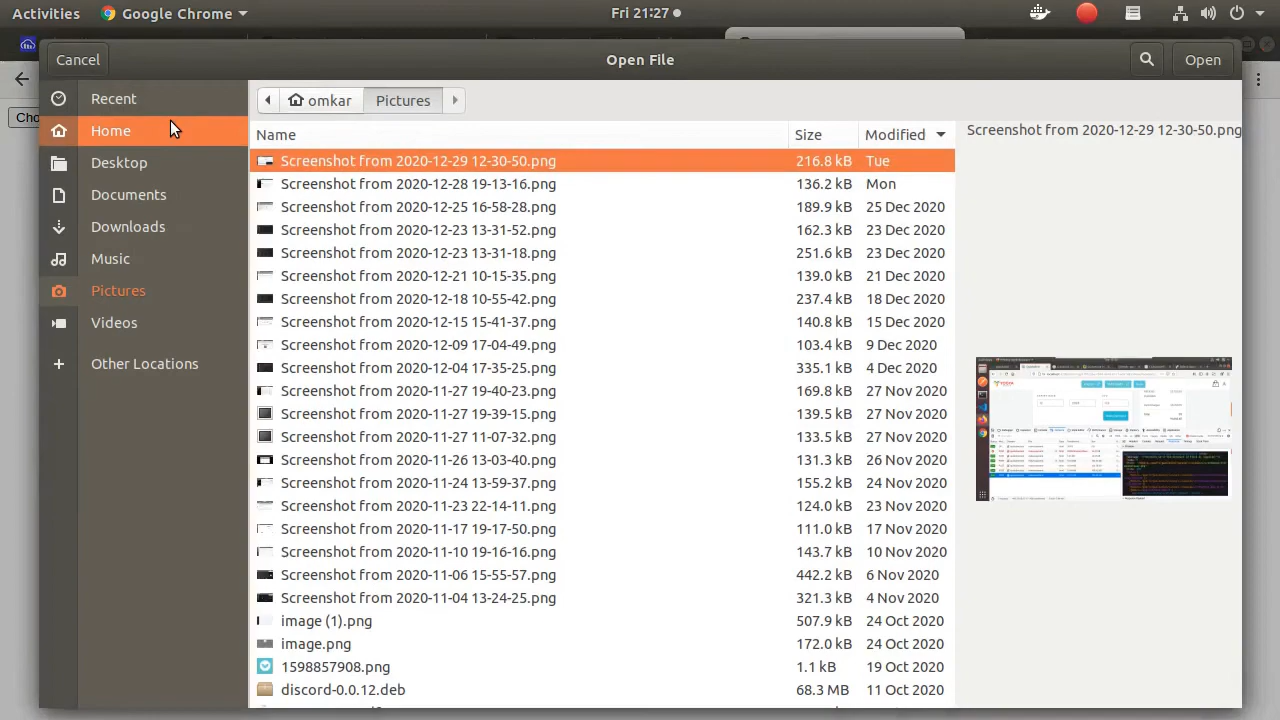 Activities Google Chrome Fri 21:27
Cancel Open File Open
Cho
Recent
Home
Desktop
Documents
Downloads
Music
Pictures
Videos
Other Locations
omkar Pictures
Name Size Modified
Screenshot from 2020-12-29 12-30-50.png 216.8 kB Tue
Screenshot from 2020-12-28 19-13-16.png 136.2 kB Mon
Screenshot from 2020-12-25 16-58-28.png 189.9 kB 25 Dec 2020
Screenshot from 2020-12-23 13-31-52.png 162.3 kB 23 Dec 2020
Screenshot from 2020-12-23 13-31-18.png 251.6 kB 23 Dec 2020
Screenshot from 2020-12-21 10-15-35.png 139.0 kB 21 Dec 2020
Screenshot from 2020-12-18 10-55-42.png 237.4 kB 18 Dec 2020
Screenshot from 2020-12-15 15-41-37.png 140.8 kB 15 Dec 2020
Screenshot from 2020-12-09 17-04-49.png 103.4 kB 9 Dec 2020
Screenshot from 2020-12-04 17-35-25.png 335.1 kB 4 Dec 2020
Screenshot from 2020-11-27 19-40-23.png 169.8 kB 27 Nov 2020
Screenshot from 2020-11-27 19-39-15.png 139.5 kB 27 Nov 2020
Screenshot from 2020-11-27 11-07-32.png 133.3 kB 27 Nov 2020
Screenshot from 2020-11-26 20-03-40.png 131.3 kB 26 Nov 2020
Screenshot from 2020-11-24 12-59-37.png 155.2 kB 24 Nov 2020
Screenshot from 2020-11-23 22-14-11.png 124.0 kB 23 Nov 2020
Screenshot from 2020-11-17 19-17-50.png 111.0 kB 17 Nov 2020
Screenshot from 2020-11-10 19-16-16.png 143.7 kB 10 Nov 2020
Screenshot from 2020-11-06 15-55-57.png 442.2 kB 6 Nov 2020
Screenshot from 2020-11-04 13-24-25.png 321.3 kB 4 Nov 2020
image (1).png 507.9 kB 24 Oct 2020
image.png 172.0 kB 24 Oct 2020
1598857908.png 1.1 kB 19 Oct 2020
discord-0.0.12.deb 68.3 MB 11 Oct 2020
Screenshot from 2020-12-29 12-30-50.png